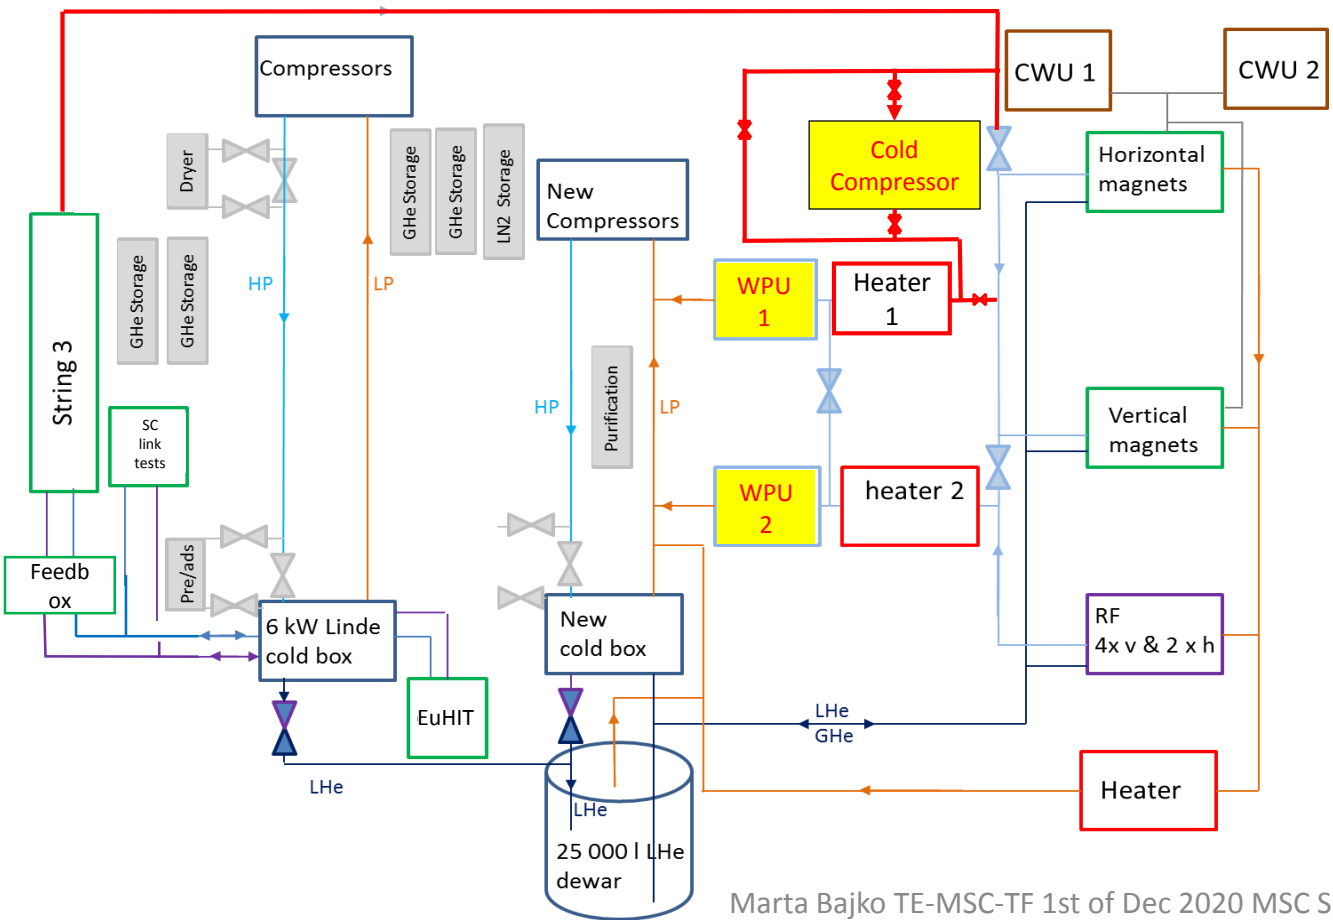 Compressors
CWU 1
CWU 2
Dryer
GHe Storage
GHe Storage
LN2 Storage
New
Compressors
Cold
Compressor
Horizontal
magnets
String 3
GHe Storage
GHe Storage
HP
LP
WPU
1
Heater
1
Purification
HP
LP
SC
link
tests
Vertical
magnets
WPU
2
heater 2
Pre/ads
Feedb
ox
6 kW Linde
cold box
New
cold box
RF
4x v & 2 x h
EuHIT
LHe
GHe
LHe
LHe
Heater
25 000 l LHe
dewar
Marta Bajko TE-MSC-TF 1st of Dec 2020 MSC S